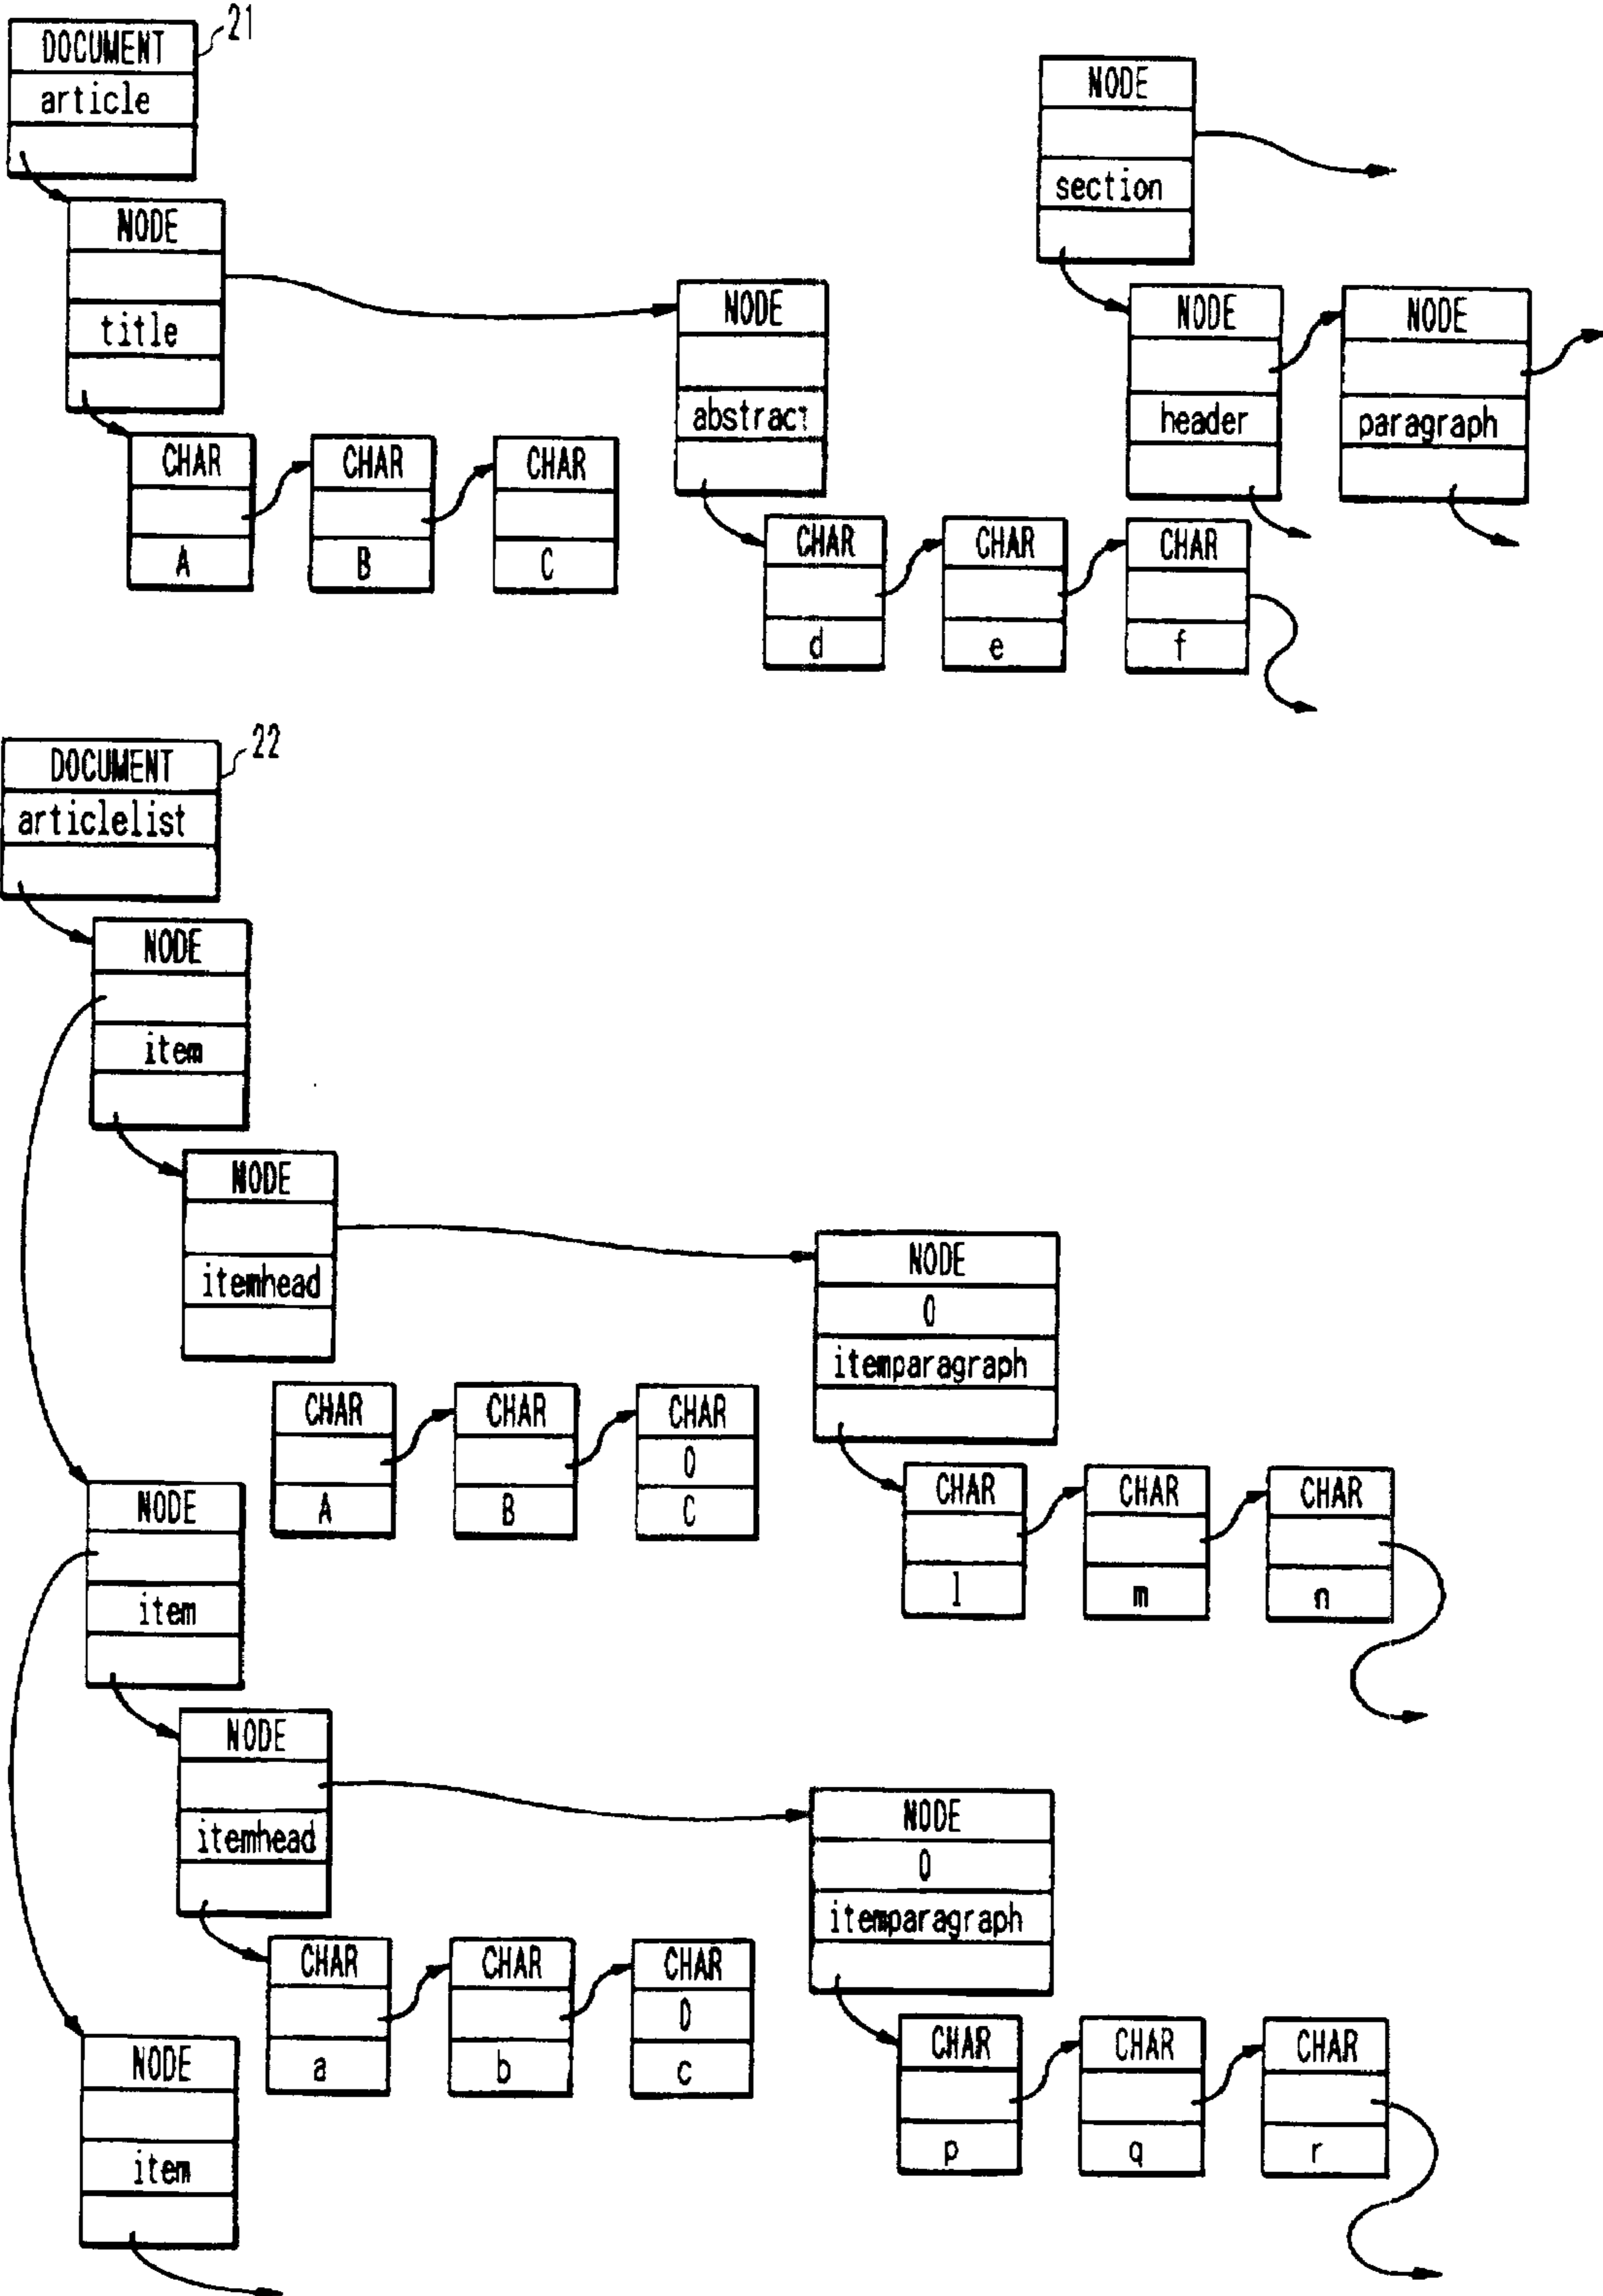 21
DOCUMENT
article
NODE
title
CHAR
A
CHAR
B
CHAR
C
NODE
abstract
CHAR
d
CHAR
e
CHAR
f
NODE
section
NODE
header
NODE
paragraph
22
DOCUMENT
articlelist
NODE
item
NODE
itemhead
CHAR
A
CHAR
B
CHAR
0
C
NODE
0
itemparagraph
CHAR
l
CHAR
m
CHAR
n
NODE
item
NODE
itemhead
CHAR
a
CHAR
b
CHAR
0
c
NODE
0
itemparagraph
CHAR
p
CHAR
q
CHAR
r
NODE
item